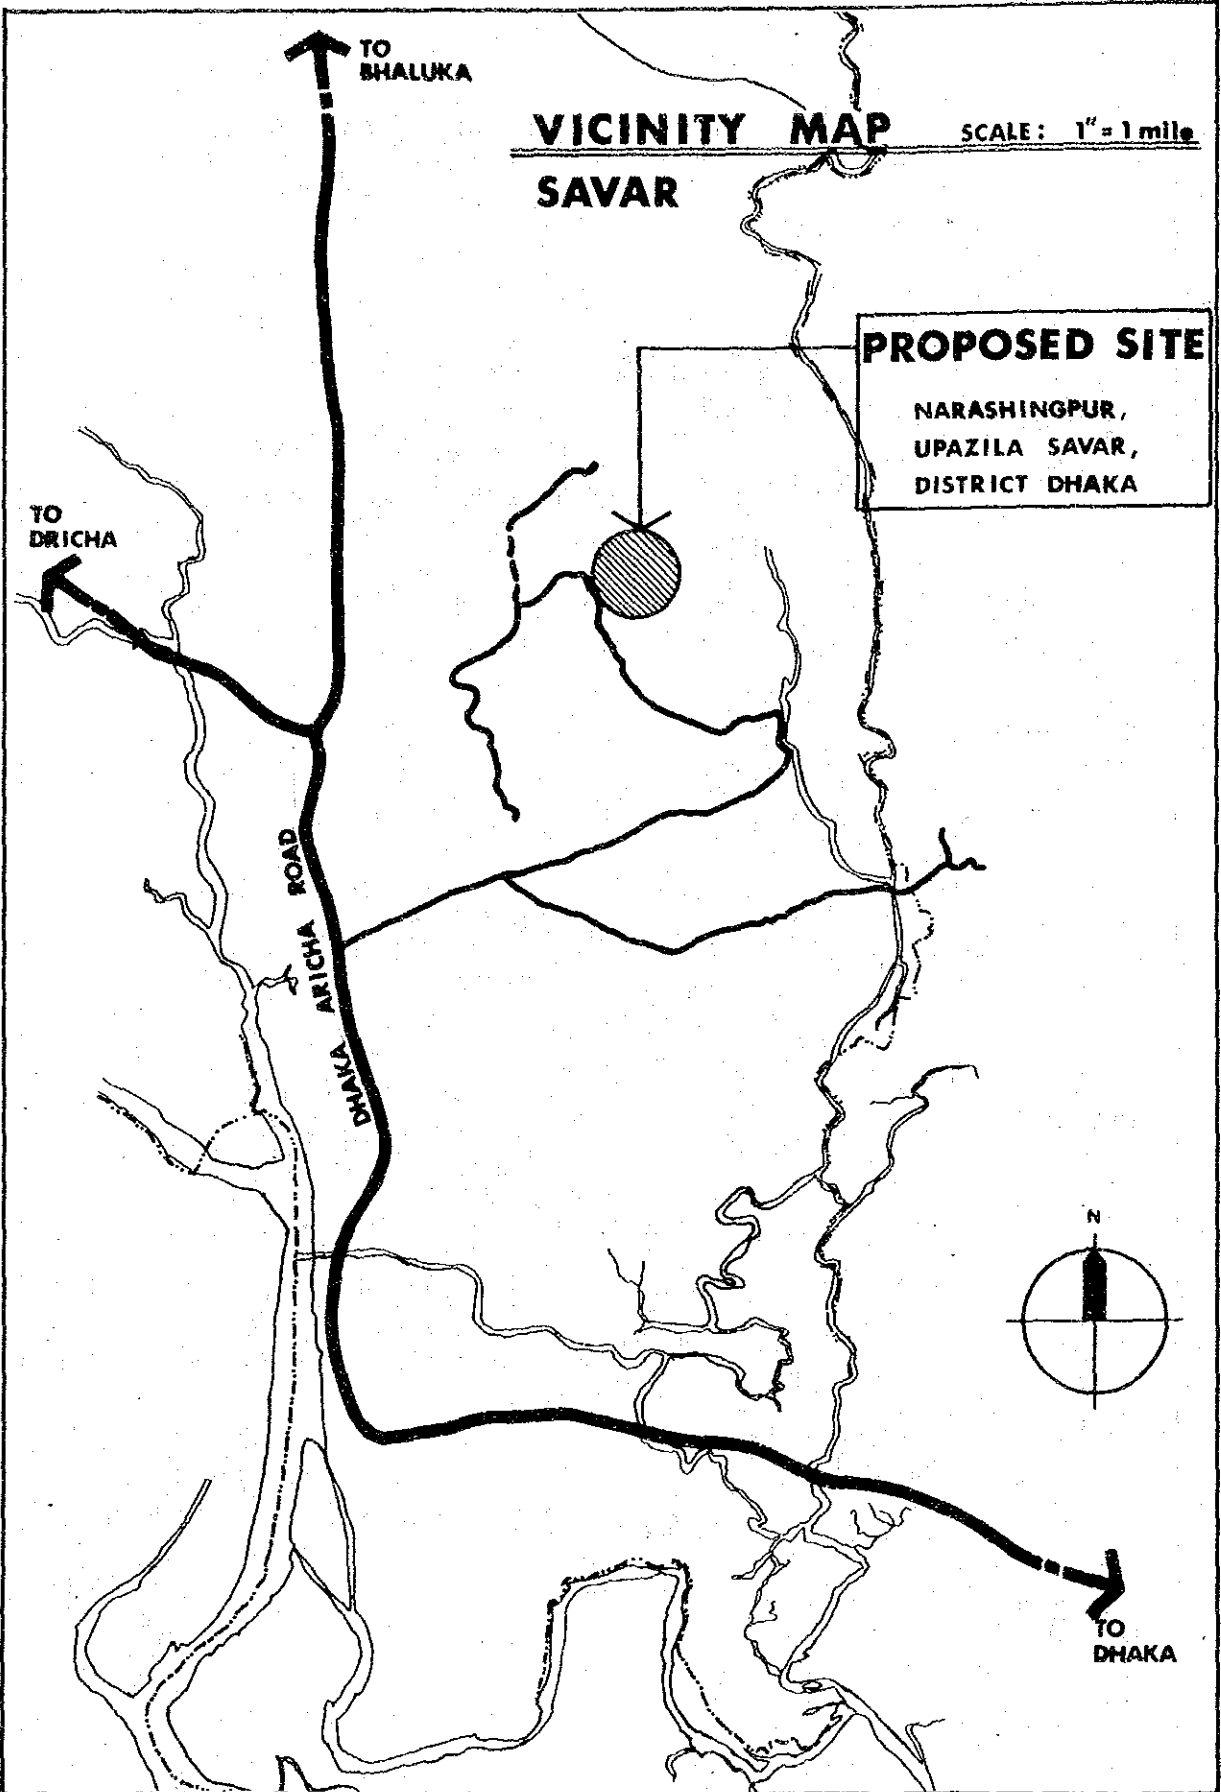 TO
BHALUKA
VICINITY MAP
SCALE: 1" = 1 mile
SAVAR
PROPOSED SITE
NARASHINGPUR,
UPAZILA SAVAR,
DISTRICT DHAKA
TO
DRICHA
DHAKA ARICHA ROAD
N
TO
DHAKA